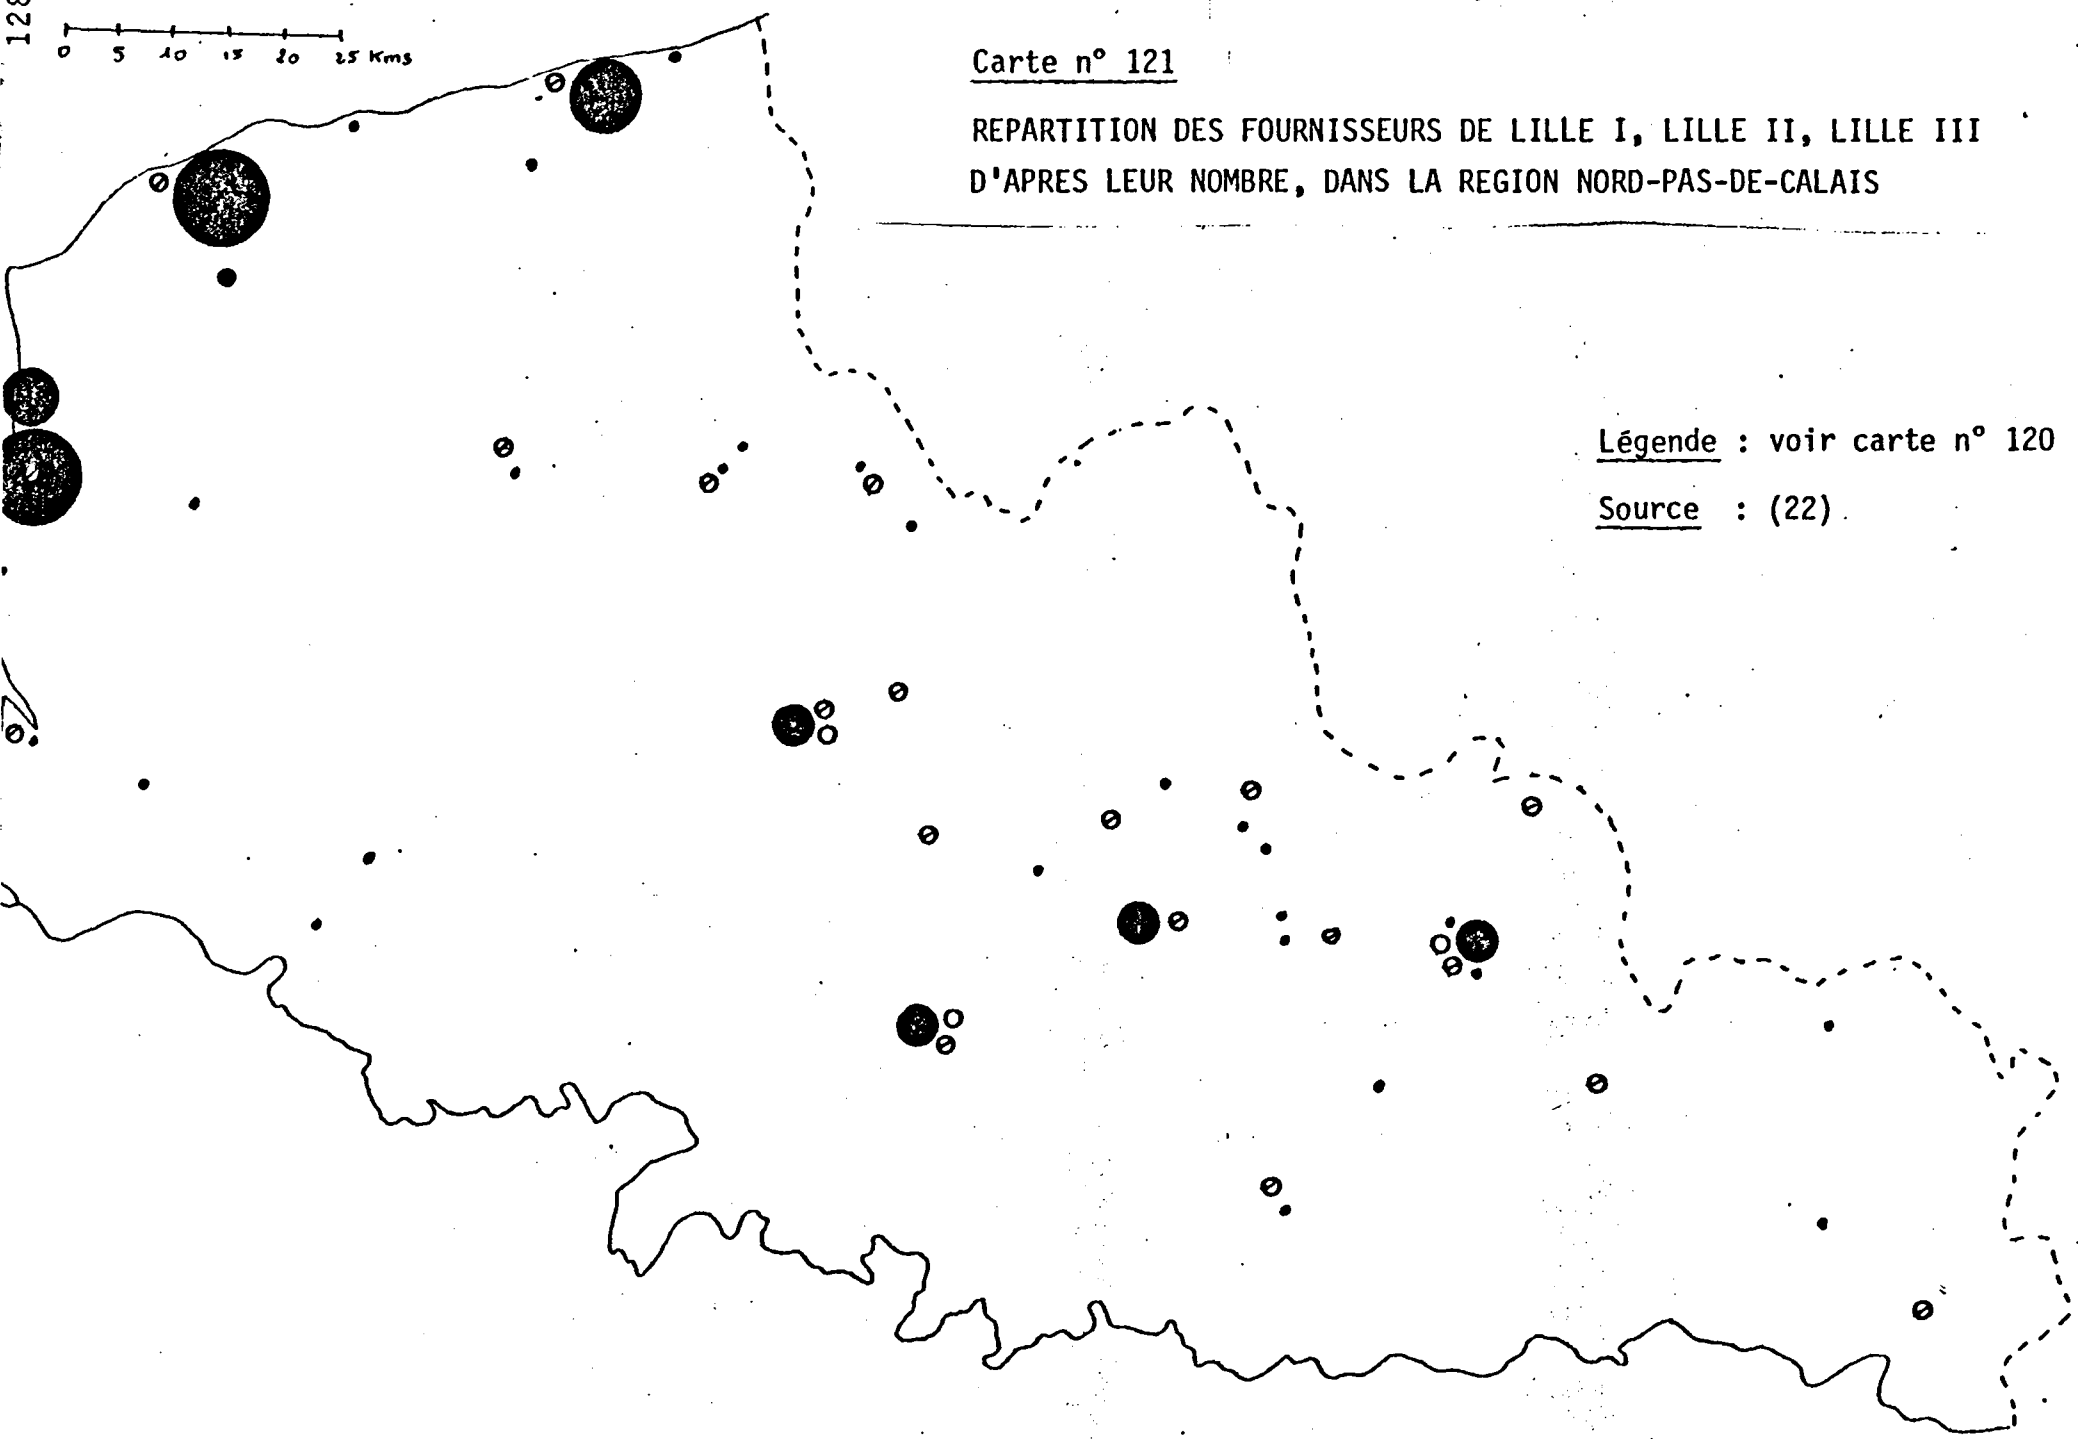 128
0 5 10 15 20 25 Kms
Carte n° 121
REPARTITION DES FOURNISSEURS DE LILLE I, LILLE II, LILLE III
D'APRES LEUR NOMBRE, DANS LA REGION NORD-PAS-DE-CALAIS
Légende : voir carte n° 120
Source : (22)